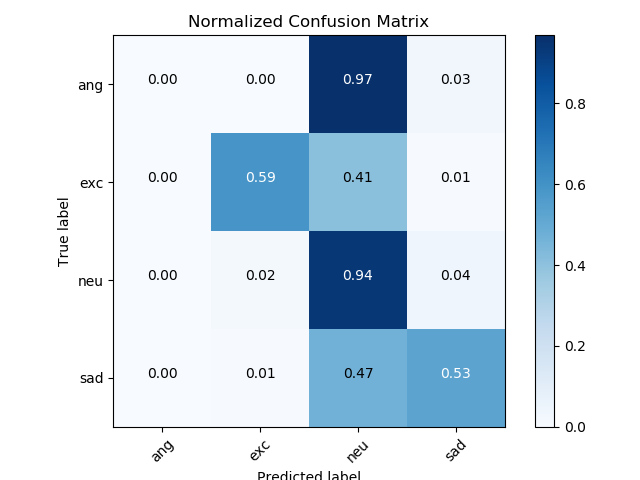 Normalized Confusion Matrix
True label
ang 0.00 0.00 0.97 0.03
exc 0.00 0.59 0.41 0.01
neu 0.00 0.02 0.94 0.04
sad 0.00 0.01 0.47 0.53
ang exc neu sad
Predicted label
0.8
0.6
0.4
0.2
0.0